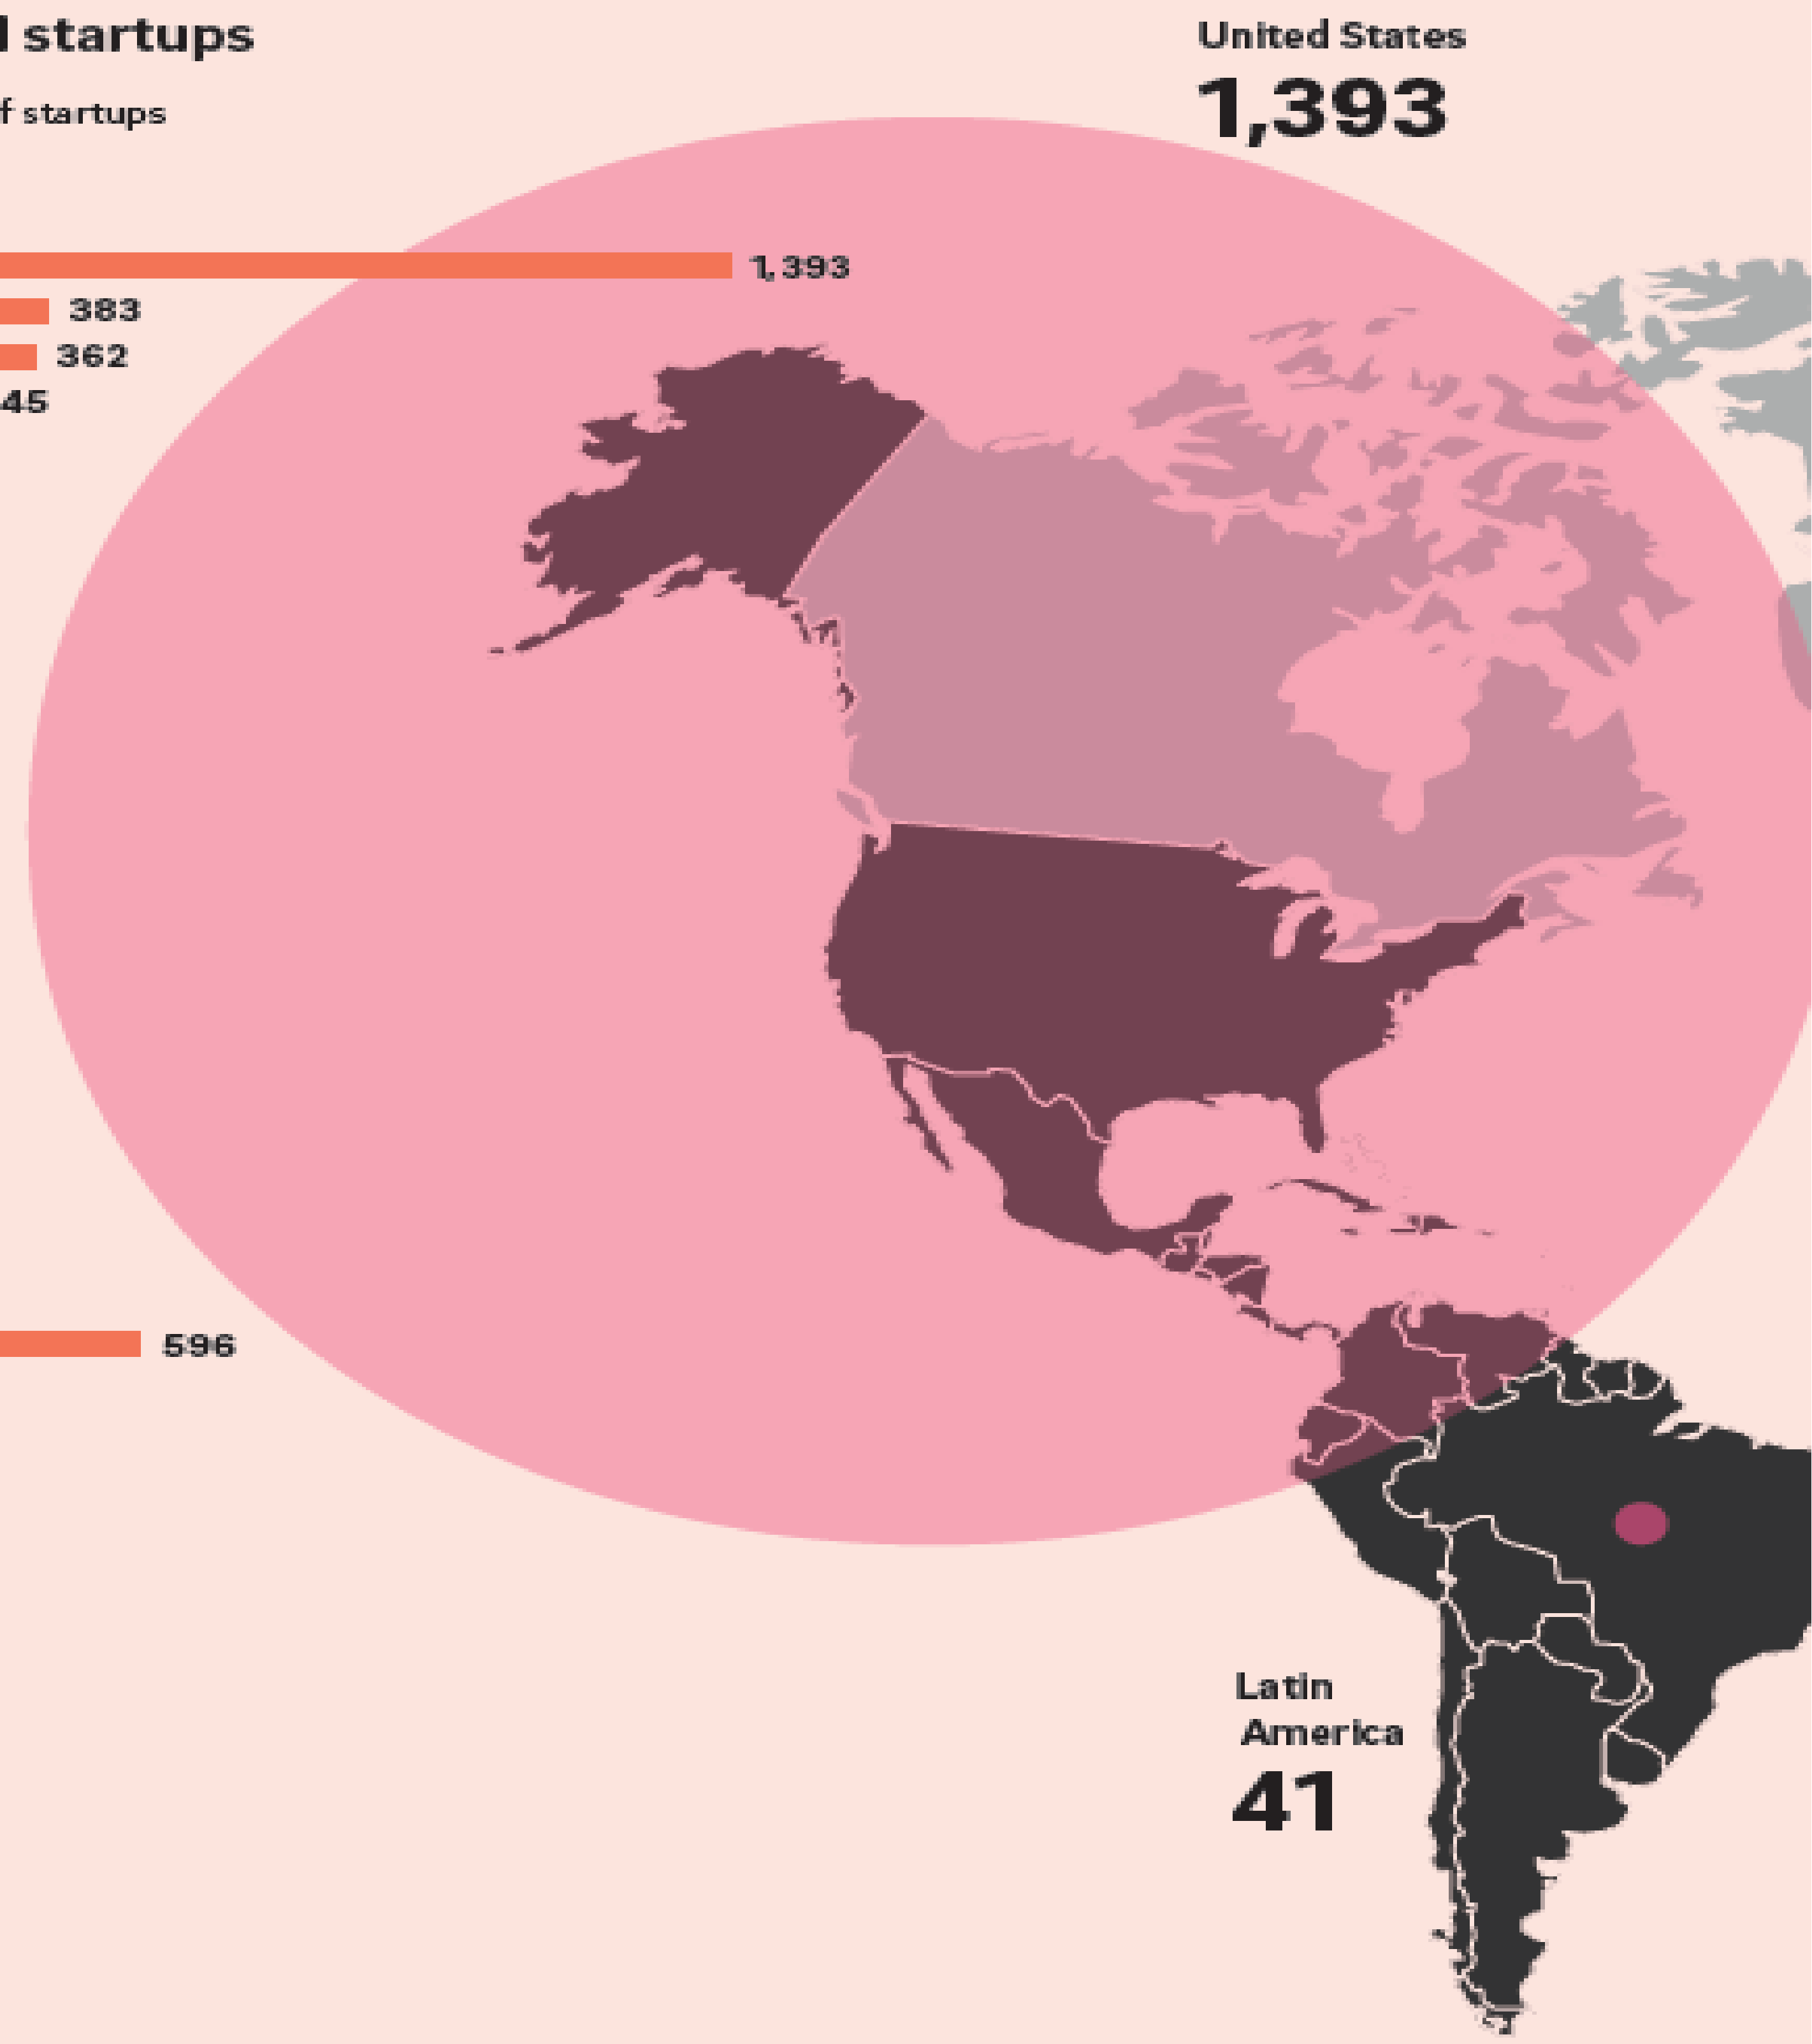 startups
f startups
United States
1,393
1,393
383
362
45
596
Latin
America
41